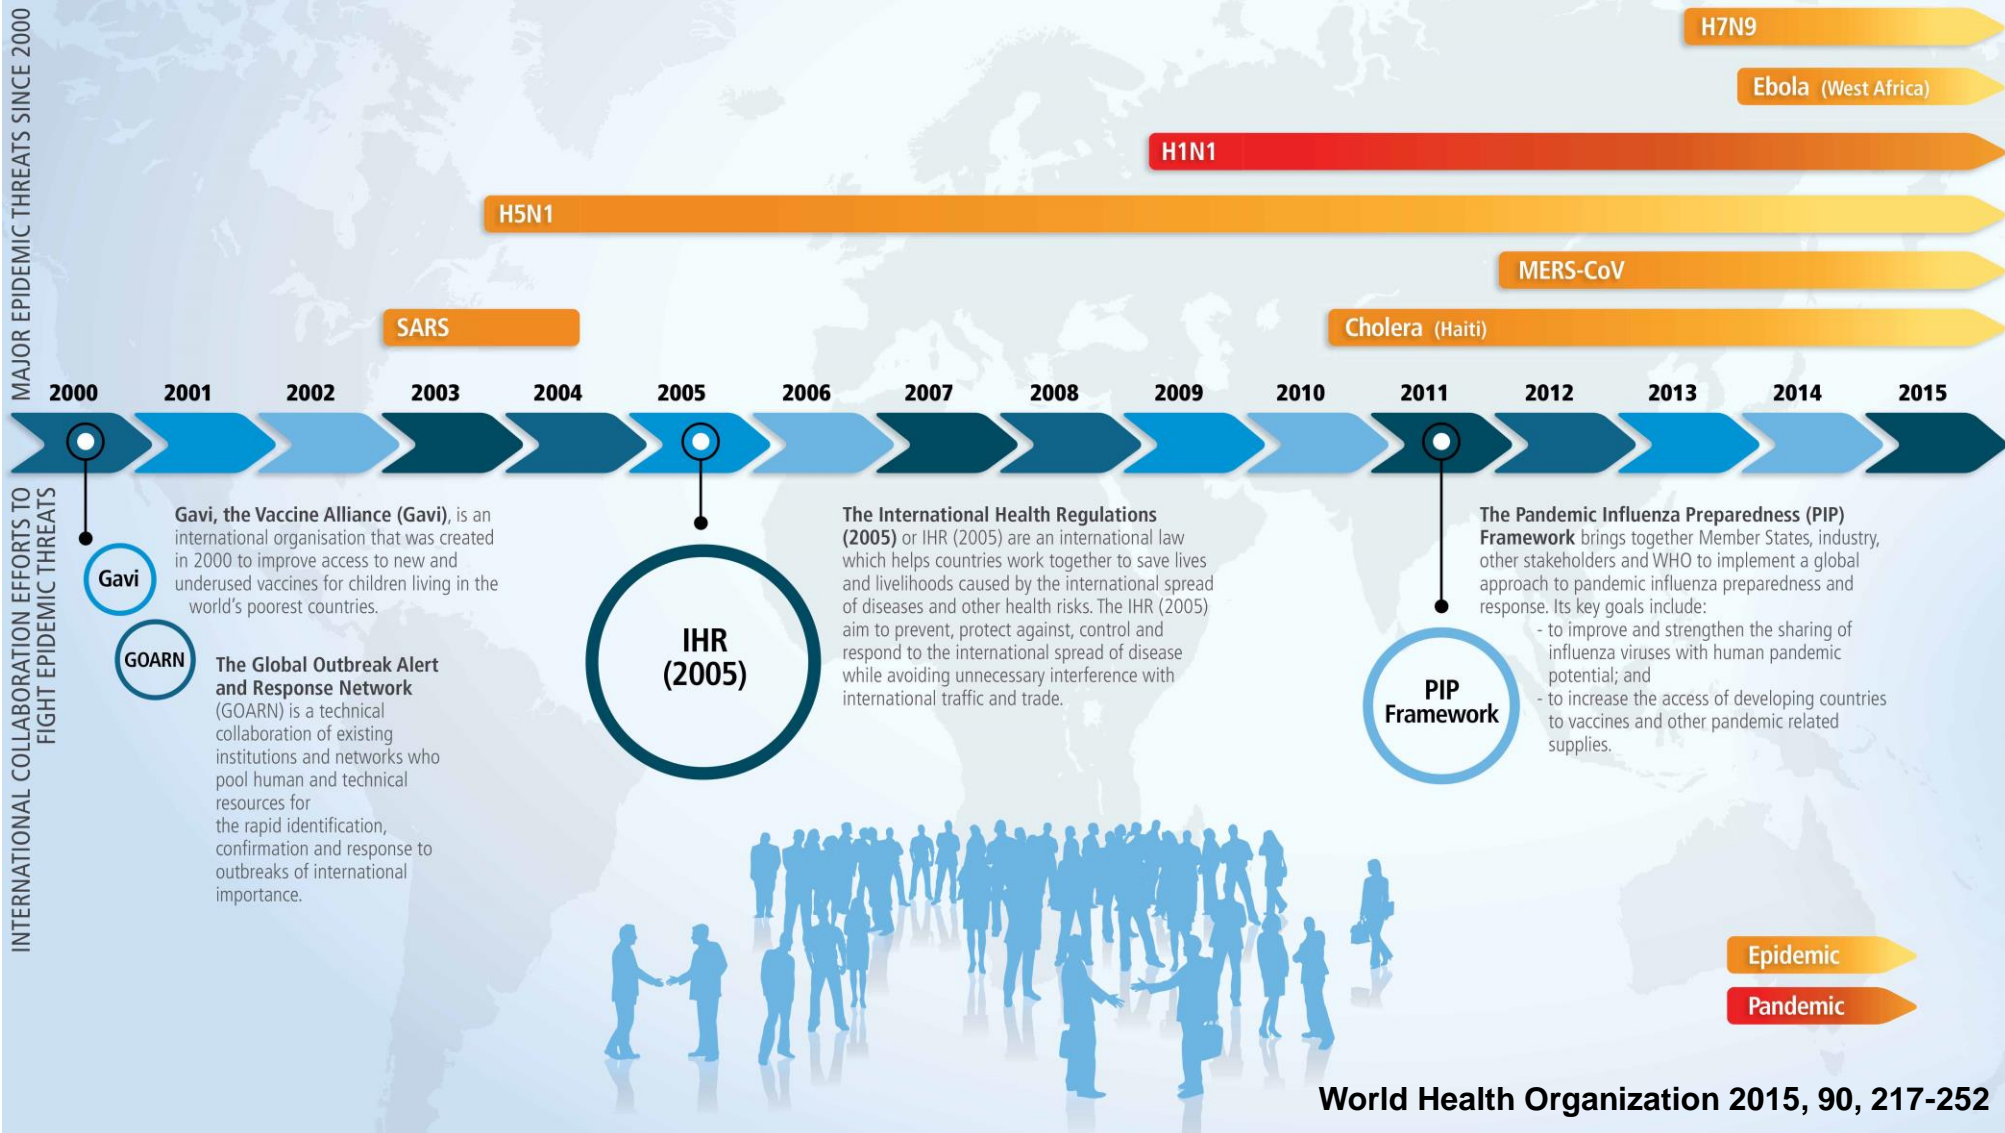 MAJOR EPIDEMIC THREATS SINCE 2000
H7N9
Ebola (West Africa)
H1N1
H5N1
MERS-CoV
SARS
Cholera (Haiti)
2000 2001 2002 2003 2004 2005 2006 2007 2008 2009 2010 2011 2012 2013 2014 2015
INTERNATIONAL COLLABORATION EFFORTS TO
FIGHT EPIDEMIC THREATS
Gavi
Gavi, the Vaccine Alliance (Gavi), is an
international organisation that was created
in 2000 to improve access to new and
underused vaccines for children living in the
world's poorest countries.
GOARN
The Global Outbreak Alert
and Response Network
(GOARN) is a technical
collaboration of existing
institutions and networks who
pool human and technical
resources for
the rapid identification,
confirmation and response to
outbreaks of international
importance.
IHR
(2005)
The International Health Regulations
(2005) or IHR (2005) are an international law
which helps countries work together to save lives
and livelihoods caused by the international spread
of diseases and other health risks. The IHR (2005)
aim to prevent, protect against, control and
respond to the international spread of disease
while avoiding unnecessary interference with
international traffic and trade.
PIP
Framework
The Pandemic Influenza Preparedness (PIP)
Framework brings together Member States, industry,
other stakeholders and WHO to implement a global
approach to pandemic influenza preparedness and
response. Its key goals include:
- to improve and strengthen the sharing of
influenza viruses with human pandemic
potential; and
- to increase the access of developing countries
to vaccines and other pandemic related
supplies.
Epidemic
Pandemic
World Health Organization 2015, 90, 217-252